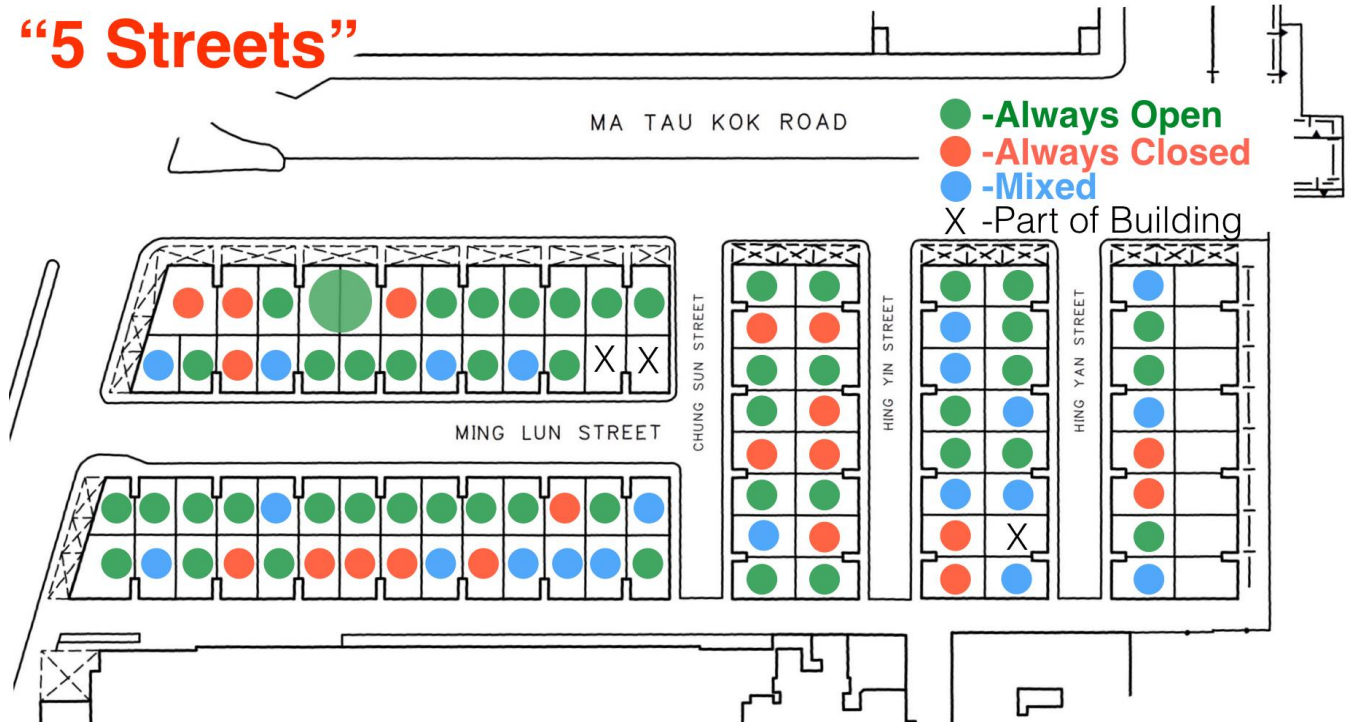 “5 Streets”
MA TAU KOK ROAD
-Always Open
-Always Closed
-Mixed
X -Part of Building
X X
CHUNG SUN STREET
HING YIN STREET
HING YAN STREET
MING LUN STREET
X